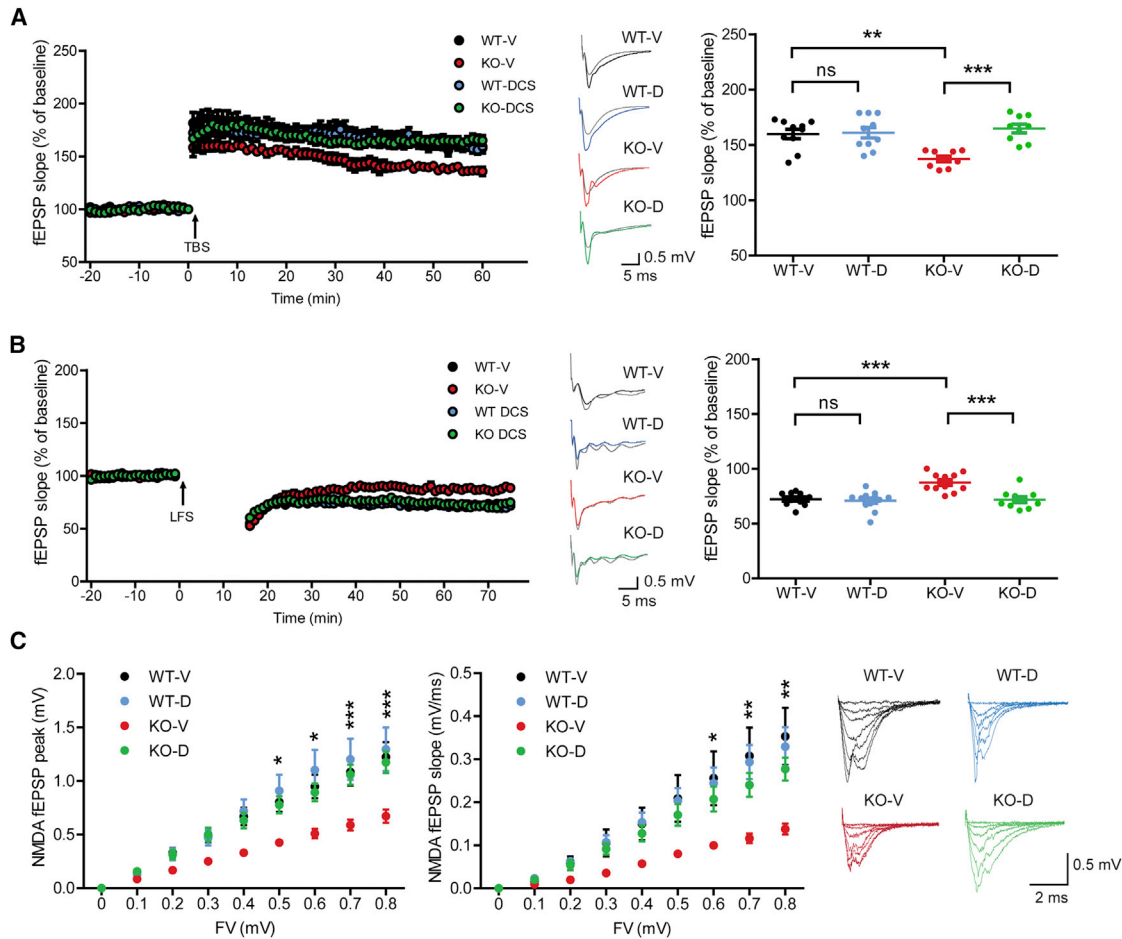 A
fEPSP slope (% of baseline)
250
200
150
100
50
-20
-10
0
10
20
30
40
50
60
Time (min)
TBS
WT-V
KO-V
WT-DCS
KO-DCS
WT-V
WT-D
KO-V
KO-D
0.5 mV
5 ms
fEPSP slope (% of baseline)
250
200
150
100
50
**
ns
***
WT-V
WT-D
KO-V
KO-D
B
fEPSP slope (% of baseline)
200
150
100
50
0
-20
-10
0
10
20
30
40
50
60
70
Time (min)
LFS
WT-V
KO-V
WT DCS
KO DCS
WT-V
WT-D
KO-V
KO-D
0.5 mV
5 ms
fEPSP slope (% of baseline)
200
150
100
50
0
***
ns
***
WT-V
WT-D
KO-V
KO-D
C
NMDA fEPSP peak (mV)
2.0
1.5
1.0
0.5
0.0
WT-V
WT-D
KO-V
KO-D
*
*
***
***
0
0.1
0.2
0.3
0.4
0.5
0.6
0.7
0.8
FV (mV)
NMDA fEPSP slope (mV/ms)
0.5
0.4
0.3
0.2
0.1
0.0
WT-V
WT-D
KO-V
KO-D
*
**
**
0
0.1
0.2
0.3
0.4
0.5
0.6
0.7
0.8
FV (mV)
WT-V
WT-D
KO-V
KO-D
0.5 mV
2 ms